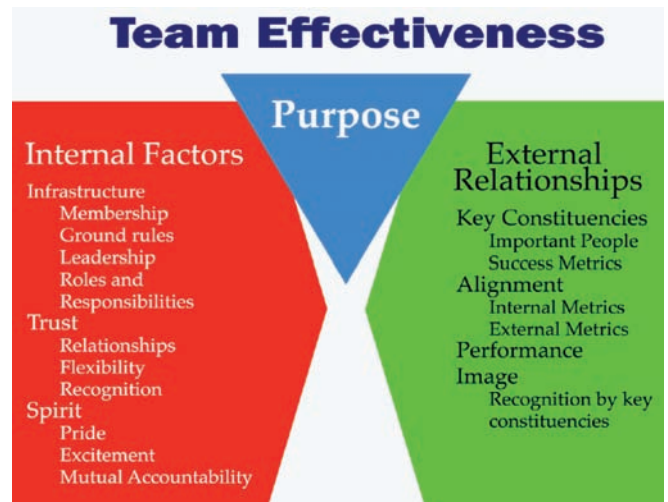 Team Effectiveness
Purpose
Internal Factors
Infrastructure
Membership
Ground rules
Leadership
Roles and
Responsibilities
Trust
Relationships
Flexibility
Recognition
Spirit
Pride
Excitement
Mutual Accountability
External
Relationships
Key Constituencies
Important People
Success Metrics
Alignment
Internal Metrics
External Metrics
Performance
Image
Recognition by key
constituencies